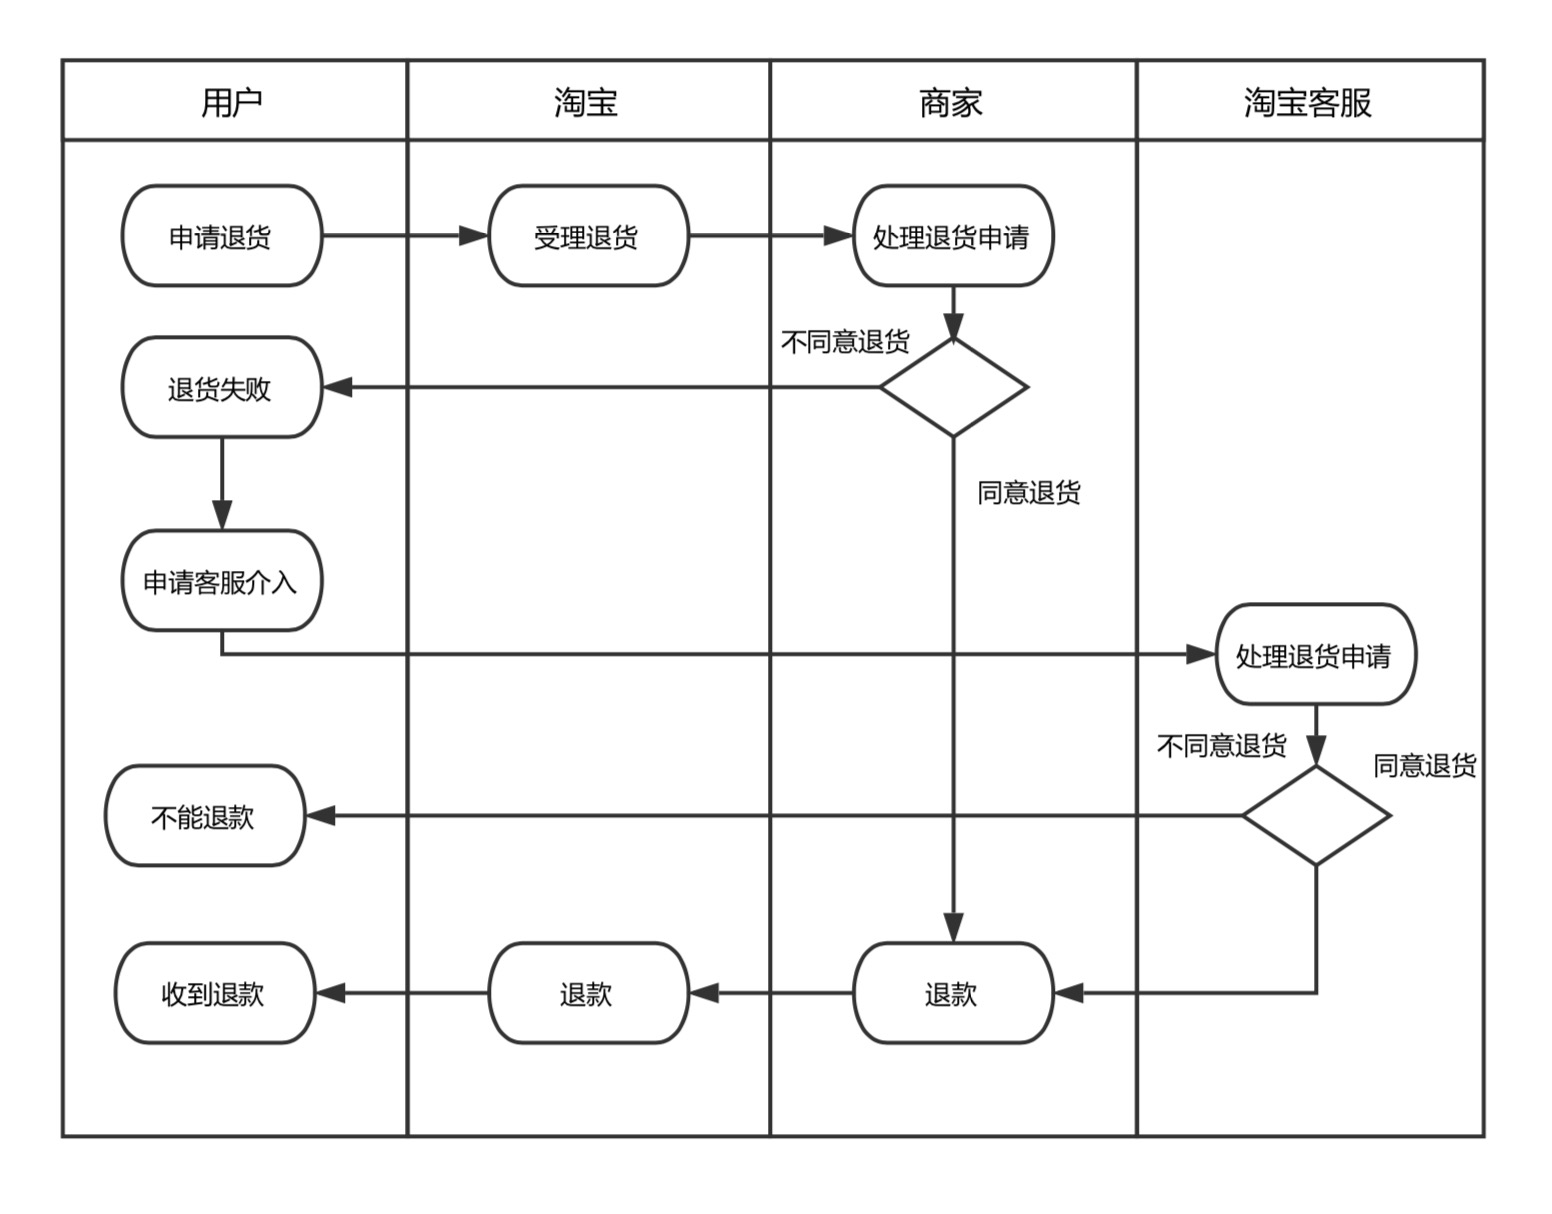 用户
淘宝
商家
淘宝客服
申请退货
受理退货
处理退货申请
不同意退货
退货失败
同意退货
申请客服介入
处理退货申请
不同意退货
同意退货
不能退款
收到退款
退款
退款